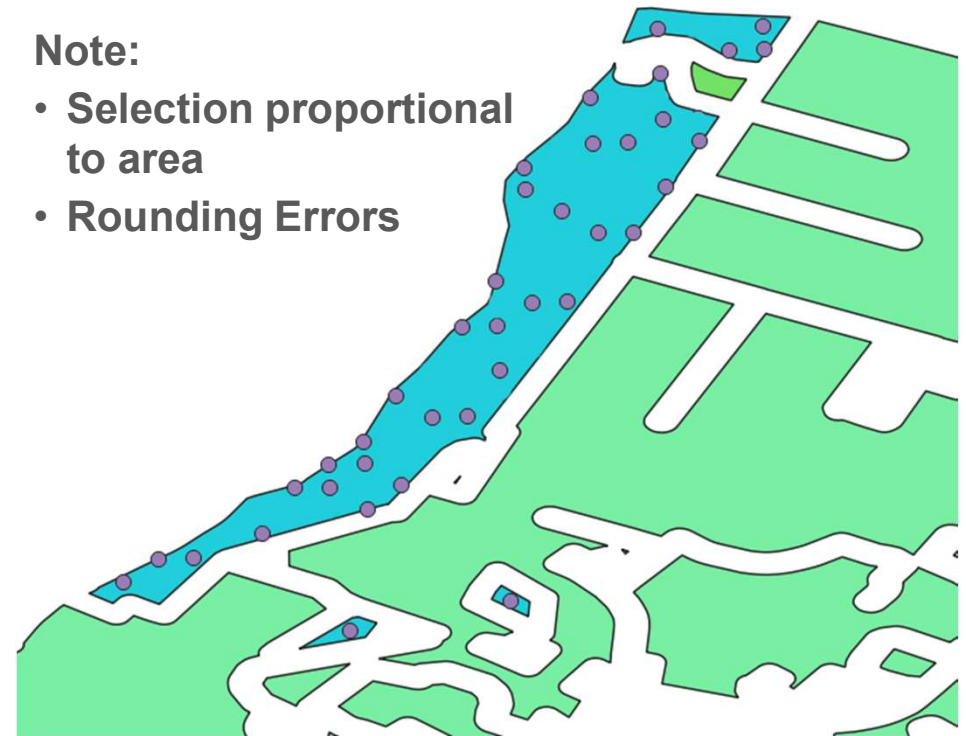 Note:
• Selection proportional
to area
• Rounding Errors